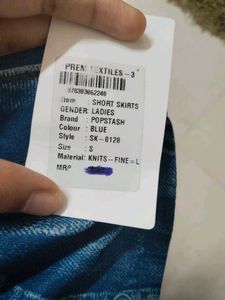 PREM TEXTILES-3
378303062240
Item : SHORT SKIRTS
GENDER: LADIES
Brand : POPSTASH
Colour : BLUE
Style : SK-0128
Size : S
Material: KNITS-FINE-L
MRP